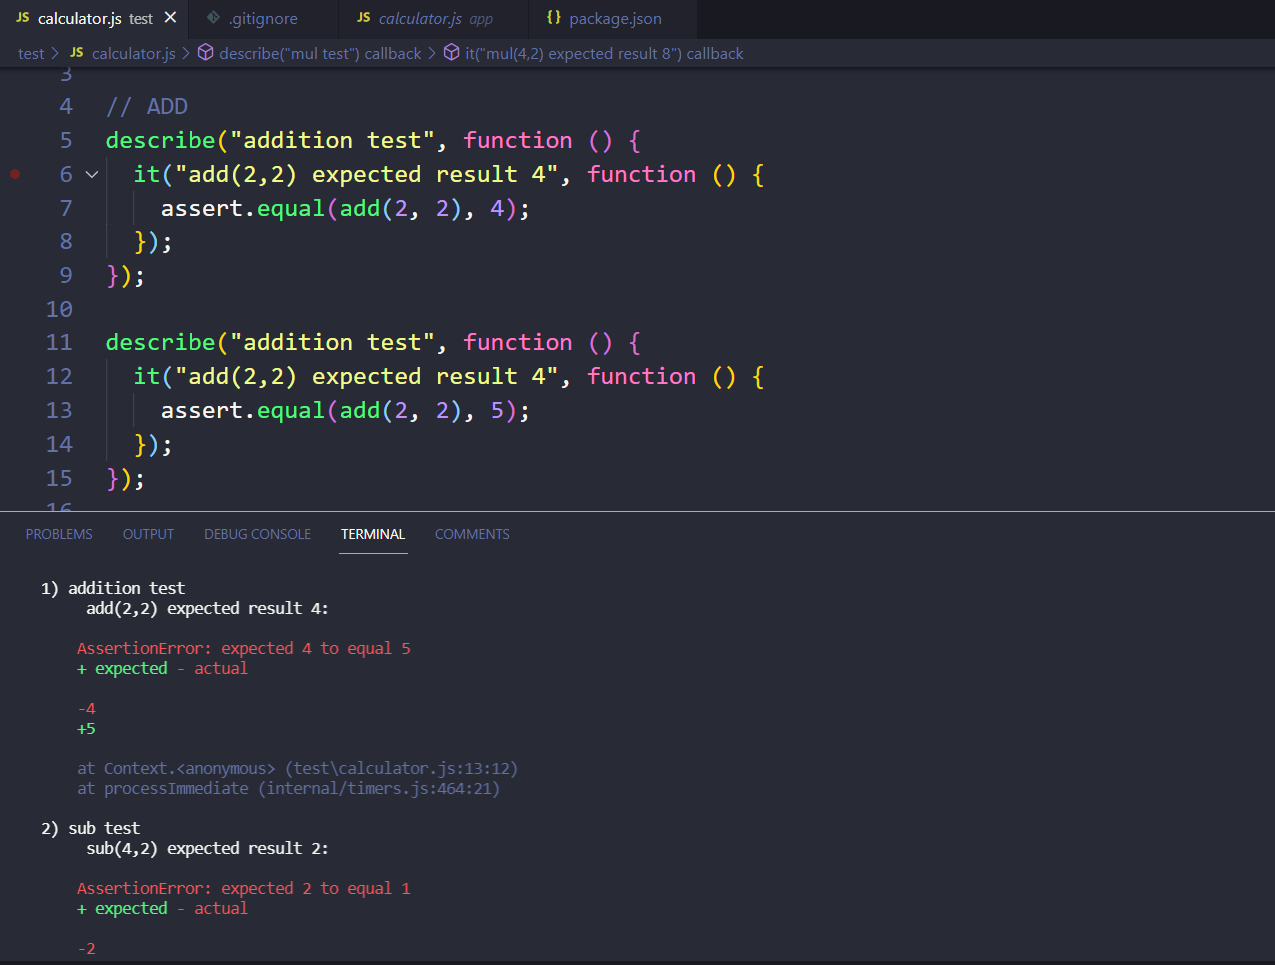 JS calculator.js test × .gitignore JS calculator.js app {} package.json
test > JS calculator.js > describe("mul test") callback > it("mul(4,2) expected result 8") callback
3
4 // ADD
5 describe("addition test", function () {
6 it("add(2,2) expected result 4", function () {
7 assert.equal(add(2, 2), 4);
8 });
9 });
10
11 describe("addition test", function () {
12 it("add(2,2) expected result 4", function () {
13 assert.equal(add(2, 2), 5);
14 });
15 });
16
PROBLEMS OUTPUT DEBUG CONSOLE TERMINAL COMMENTS
1) addition test
add(2,2) expected result 4:
AssertionError: expected 4 to equal 5
+ expected - actual
-4
+5
at Context.<anonymous> (test\calculator.js:13:12)
at processImmediate (internal/timers.js:464:21)
2) sub test
sub(4,2) expected result 2:
AssertionError: expected 2 to equal 1
+ expected - actual
-2